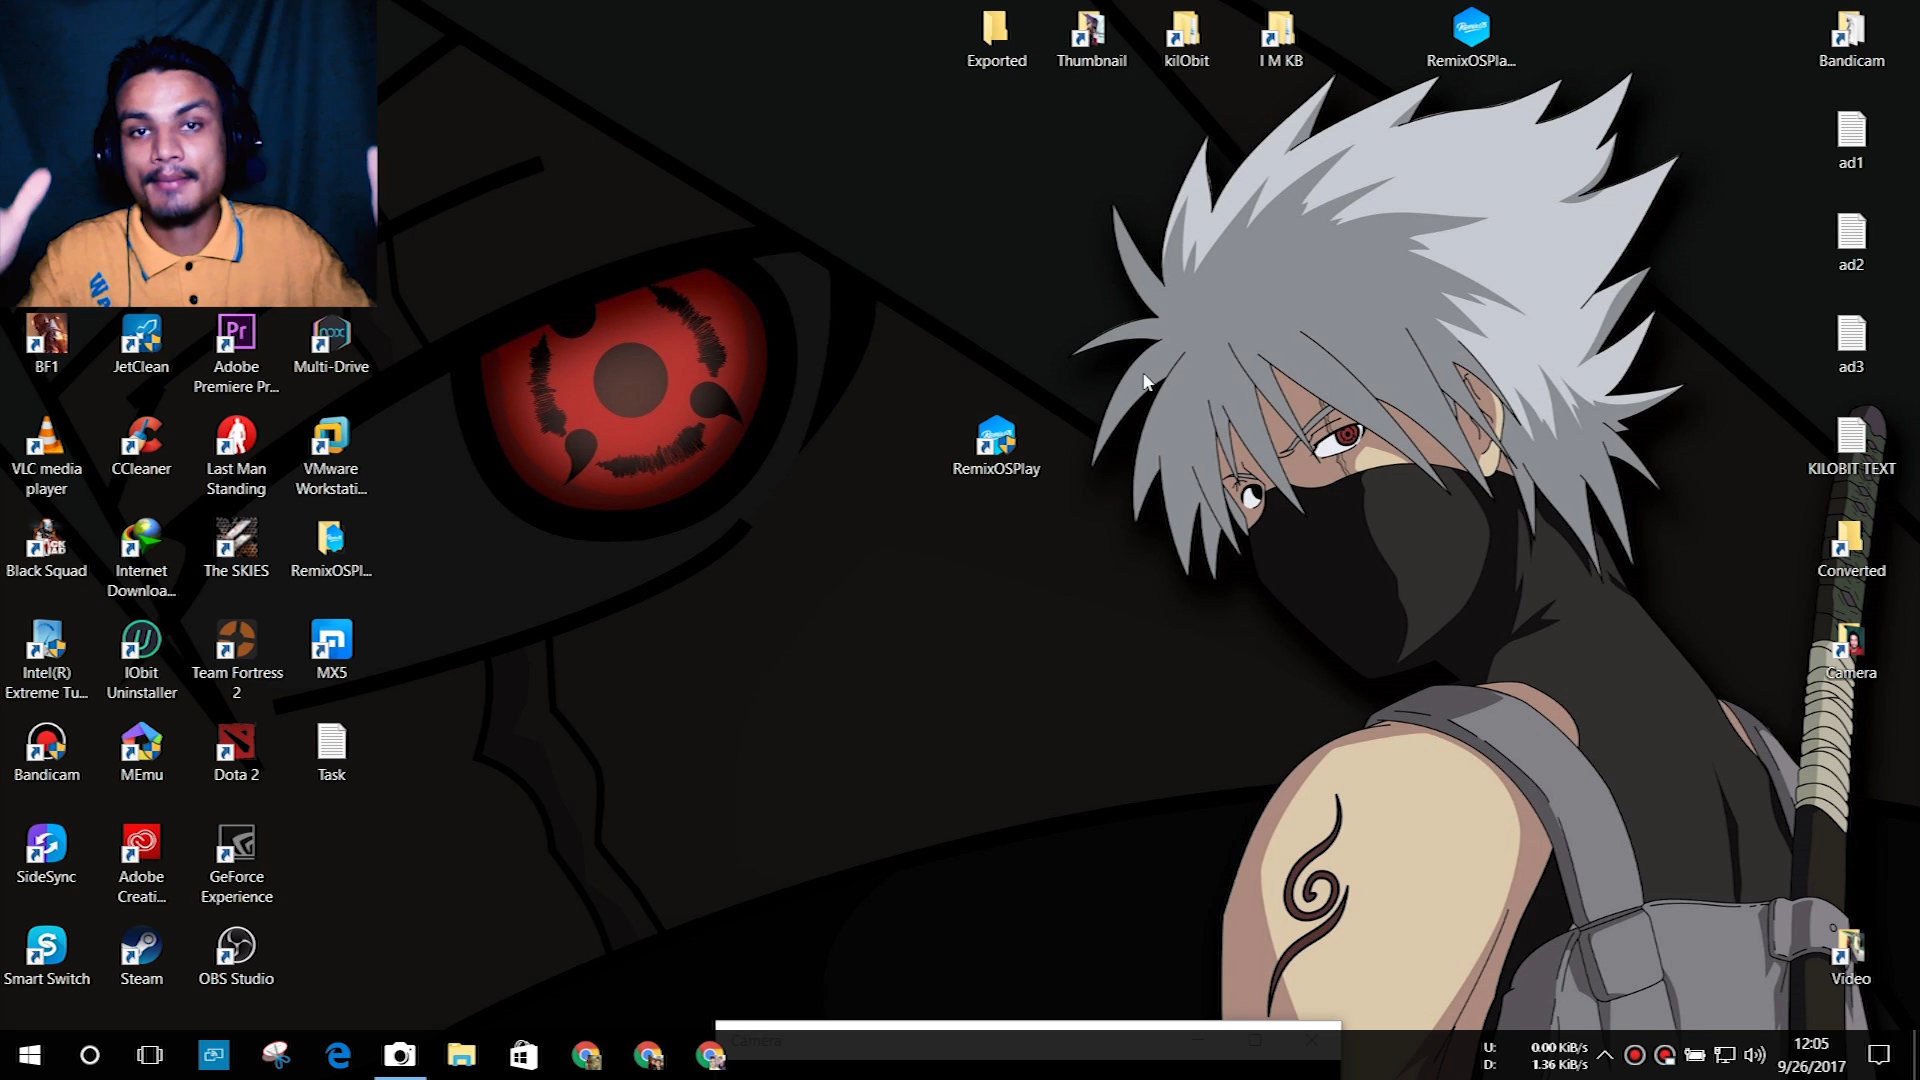 Exported
Thumbnail
kilObit
I M KB
RemixOSPla...
Bandicam
ad1
ad2
ad3
KILOBIT TEXT
Converted
Camera
Video
BF1
JetClean
Pr
Adobe
Premiere Pr...
nox
Multi-Drive
VLC media
player
CCleaner
Last Man
Standing
VMware
Workstati...
RemixOSPlay
Black Squad
Internet
Downloa...
The SKIES
RemixOSPl...
Intel(R)
Extreme Tu...
IObit
Uninstaller
Team Fortress
2
MX5
Bandicam
MEmu
Dota 2
Task
SideSync
Adobe
Creati...
GeForce
Experience
S
Smart Switch
Steam
OBS Studio
Camera
U: 0.00 KiB/s
D: 1.36 KiB/s
12:05
9/26/2017